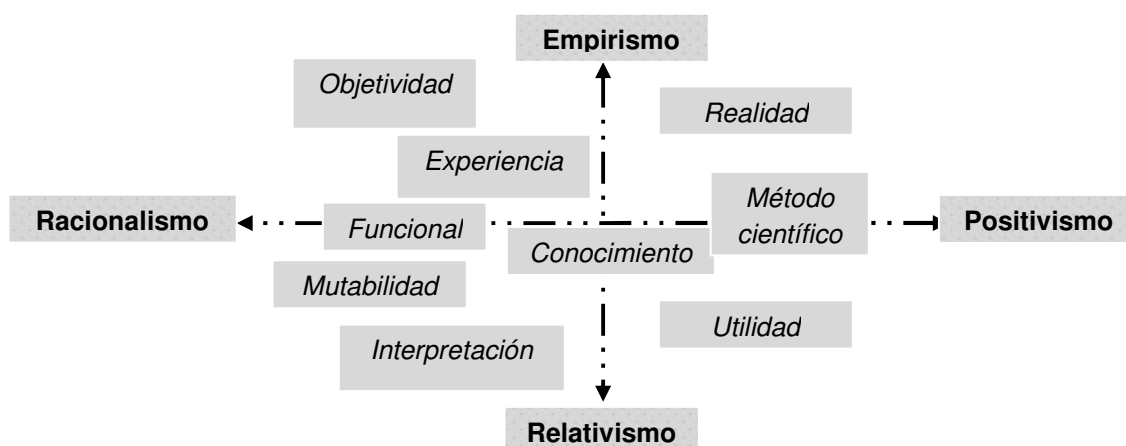 Empirismo
Objetividad
Realidad
Experiencia
Racionalismo
Funcional
Método
científico
Positivismo
Conocimiento
Mutabilidad
Utilidad
Interpretación
Relativismo